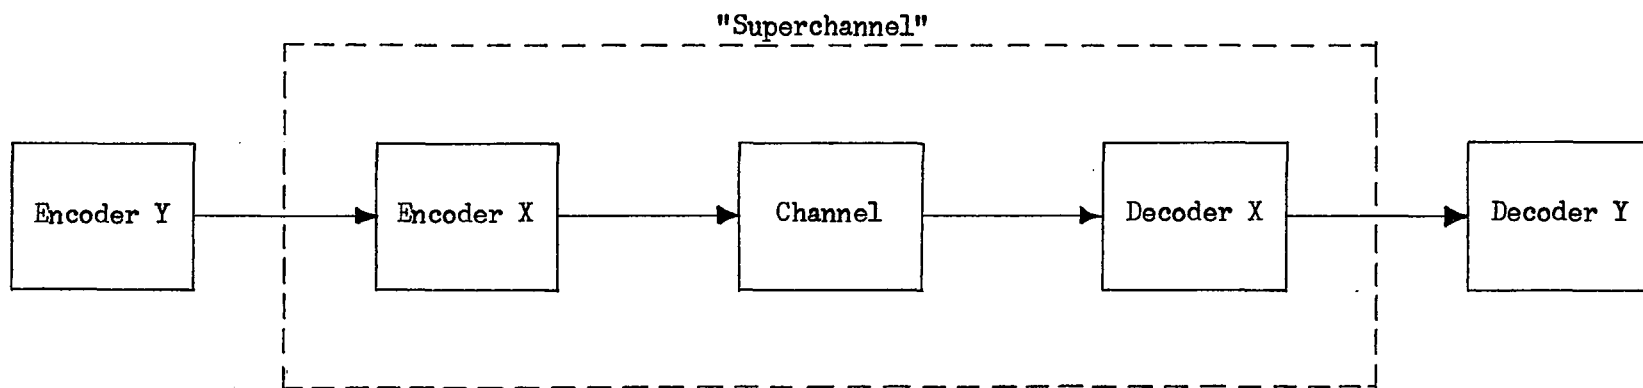 "Superchannel"
Encoder Y
Encoder X
Channel
Decoder X
Decoder Y